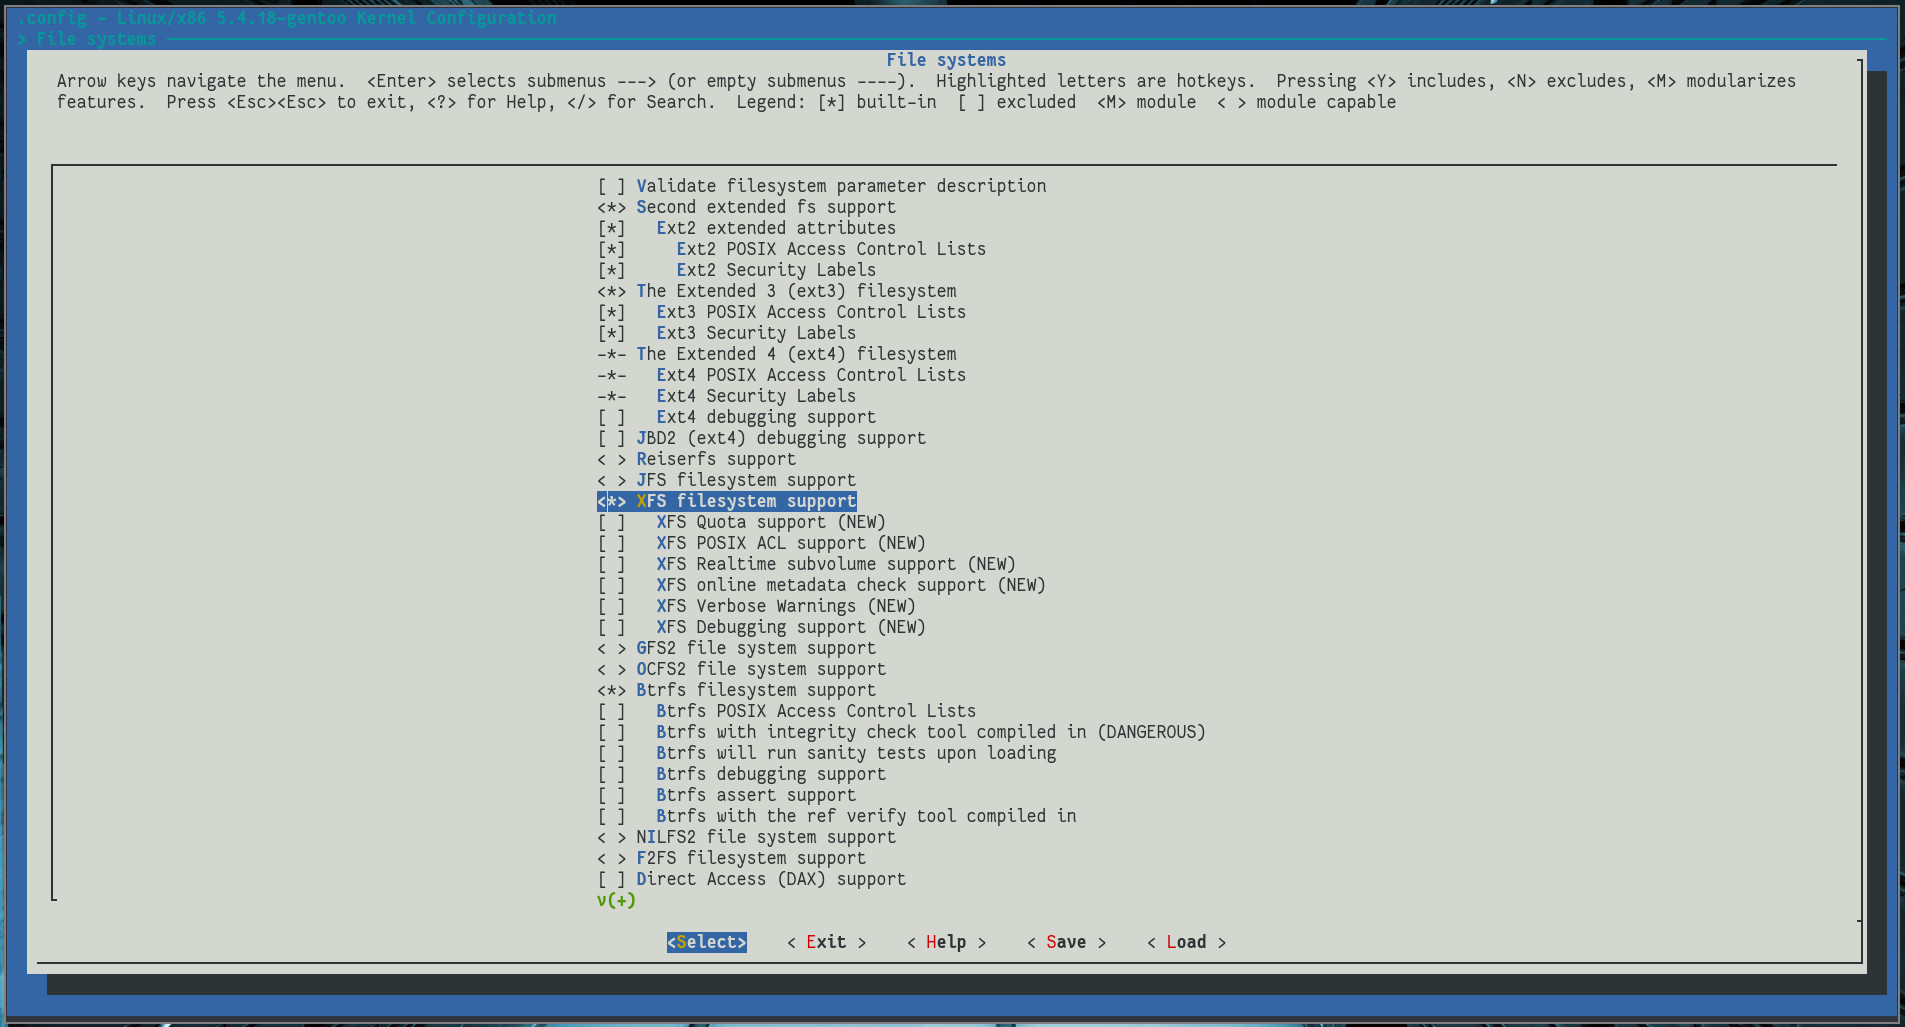 .config - Linux/x86 5.4.18-gentoo Kernel Configuration
> File systems
File systems
Arrow keys navigate the menu.  <Enter> selects submenus ---> (or empty submenus ----).  Highlighted letters are hotkeys.  Pressing <Y> includes, <N> excludes, <M> modularizes
features.  Press <Esc><Esc> to exit, <?> for Help, </> for Search.  Legend: [*] built-in  [ ] excluded  <M> module  < > module capable
[ ] Validate filesystem parameter description
<*> Second extended fs support
[*]   Ext2 extended attributes
[*]     Ext2 POSIX Access Control Lists
[*]     Ext2 Security Labels
<*> The Extended 3 (ext3) filesystem
[*]   Ext3 POSIX Access Control Lists
[*]   Ext3 Security Labels
-*- The Extended 4 (ext4) filesystem
-*-   Ext4 POSIX Access Control Lists
-*-   Ext4 Security Labels
[ ]   Ext4 debugging support
[ ] JBD2 (ext4) debugging support
< > Reiserfs support
< > JFS filesystem support
<*> XFS filesystem support
[ ]   XFS Quota support (NEW)
[ ]   XFS POSIX ACL support (NEW)
[ ]   XFS Realtime subvolume support (NEW)
[ ]   XFS online metadata check support (NEW)
[ ]   XFS Verbose Warnings (NEW)
[ ]   XFS Debugging support (NEW)
< > GFS2 file system support
< > OCFS2 file system support
<*> Btrfs filesystem support
[ ]   Btrfs POSIX Access Control Lists
[ ]   Btrfs with integrity check tool compiled in (DANGEROUS)
[ ]   Btrfs will run sanity tests upon loading
[ ]   Btrfs debugging support
[ ]   Btrfs assert support
[ ]   Btrfs with the ref verify tool compiled in
< > NILFS2 file system support
< > F2FS filesystem support
[ ] Direct Access (DAX) support
v(+)
<Select>    < Exit >    < Help >    < Save >    < Load >